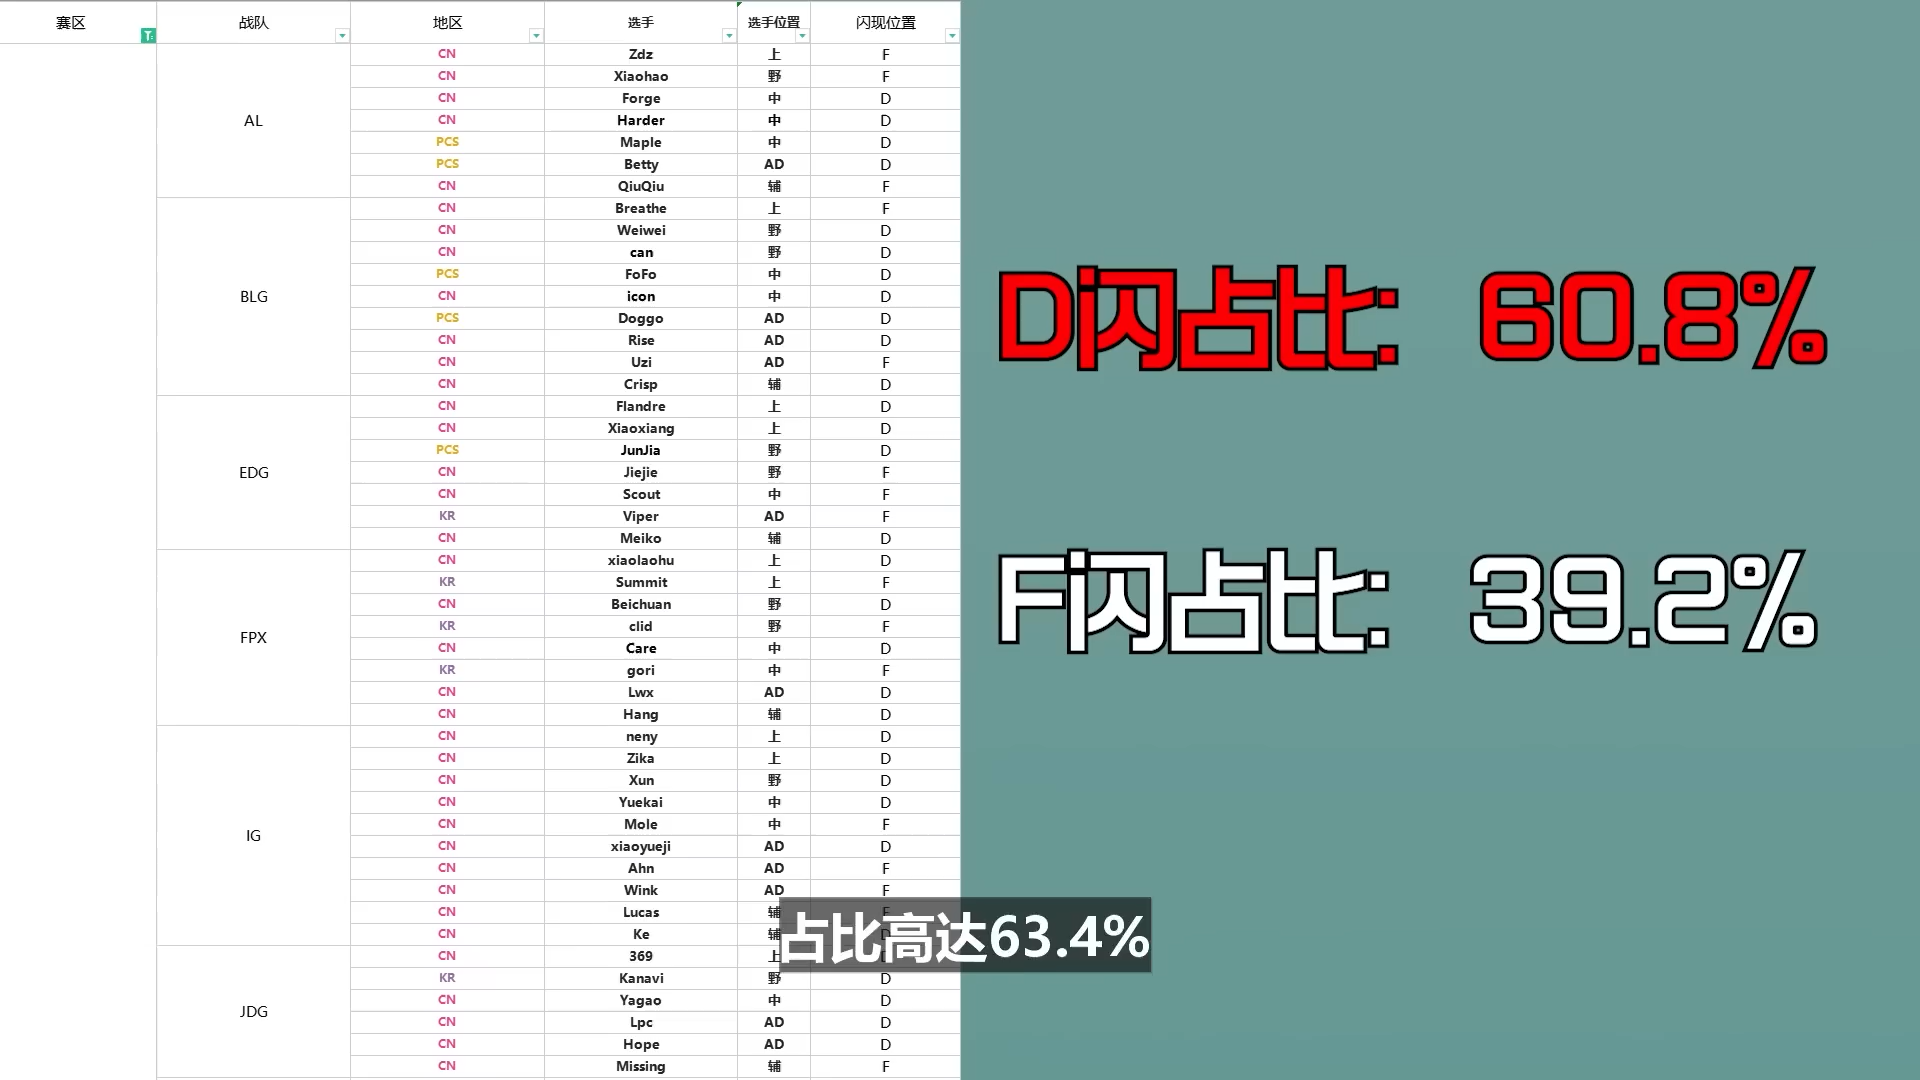 赛区 战队 地区 选手 选手位置 闪现位置
AL
CN Zdz 上 F
CN Xiaohao 野 F
CN Forge 中 D
CN Harder 中 D
PCS Maple 中 D
PCS Betty AD D
CN QiuQiu 辅 F
BLG
CN Breathe 上 F
CN Weiwei 野 D
CN can 野 D
PCS FoFo 中 D
CN icon 中 D
PCS Doggo AD D
CN Rise AD D
CN Uzi AD F
CN Crisp 辅 D
EDG
CN Flandre 上 D
CN Xiaoxiang 上 D
PCS JunJia 野 D
CN Jiejie 野 F
CN Scout 中 F
KR Viper AD F
CN Meiko 辅 D
FPX
CN xiaolaohu 上 D
KR Summit 上 F
CN Beichuan 野 D
KR clid 野 F
CN Care 中 D
KR gori 中 F
CN Lwx AD D
CN Hang 辅 D
IG
CN neny 上 D
CN Zika 上 D
CN Xun 野 D
CN Yuekai 中 D
CN Mole 中 F
CN xiaoyueji AD D
CN Ahn AD F
CN Wink AD F
CN Lucas 辅 F
CN Ke 辅 D
JDG
CN 369 上 D
KR Kanavi 野 D
CN Yagao 中 D
CN Lpc AD D
CN Hope AD D
CN Missing 辅 F
D闪占比: 60.8%
F闪占比: 39.2%
占比高达63.4%